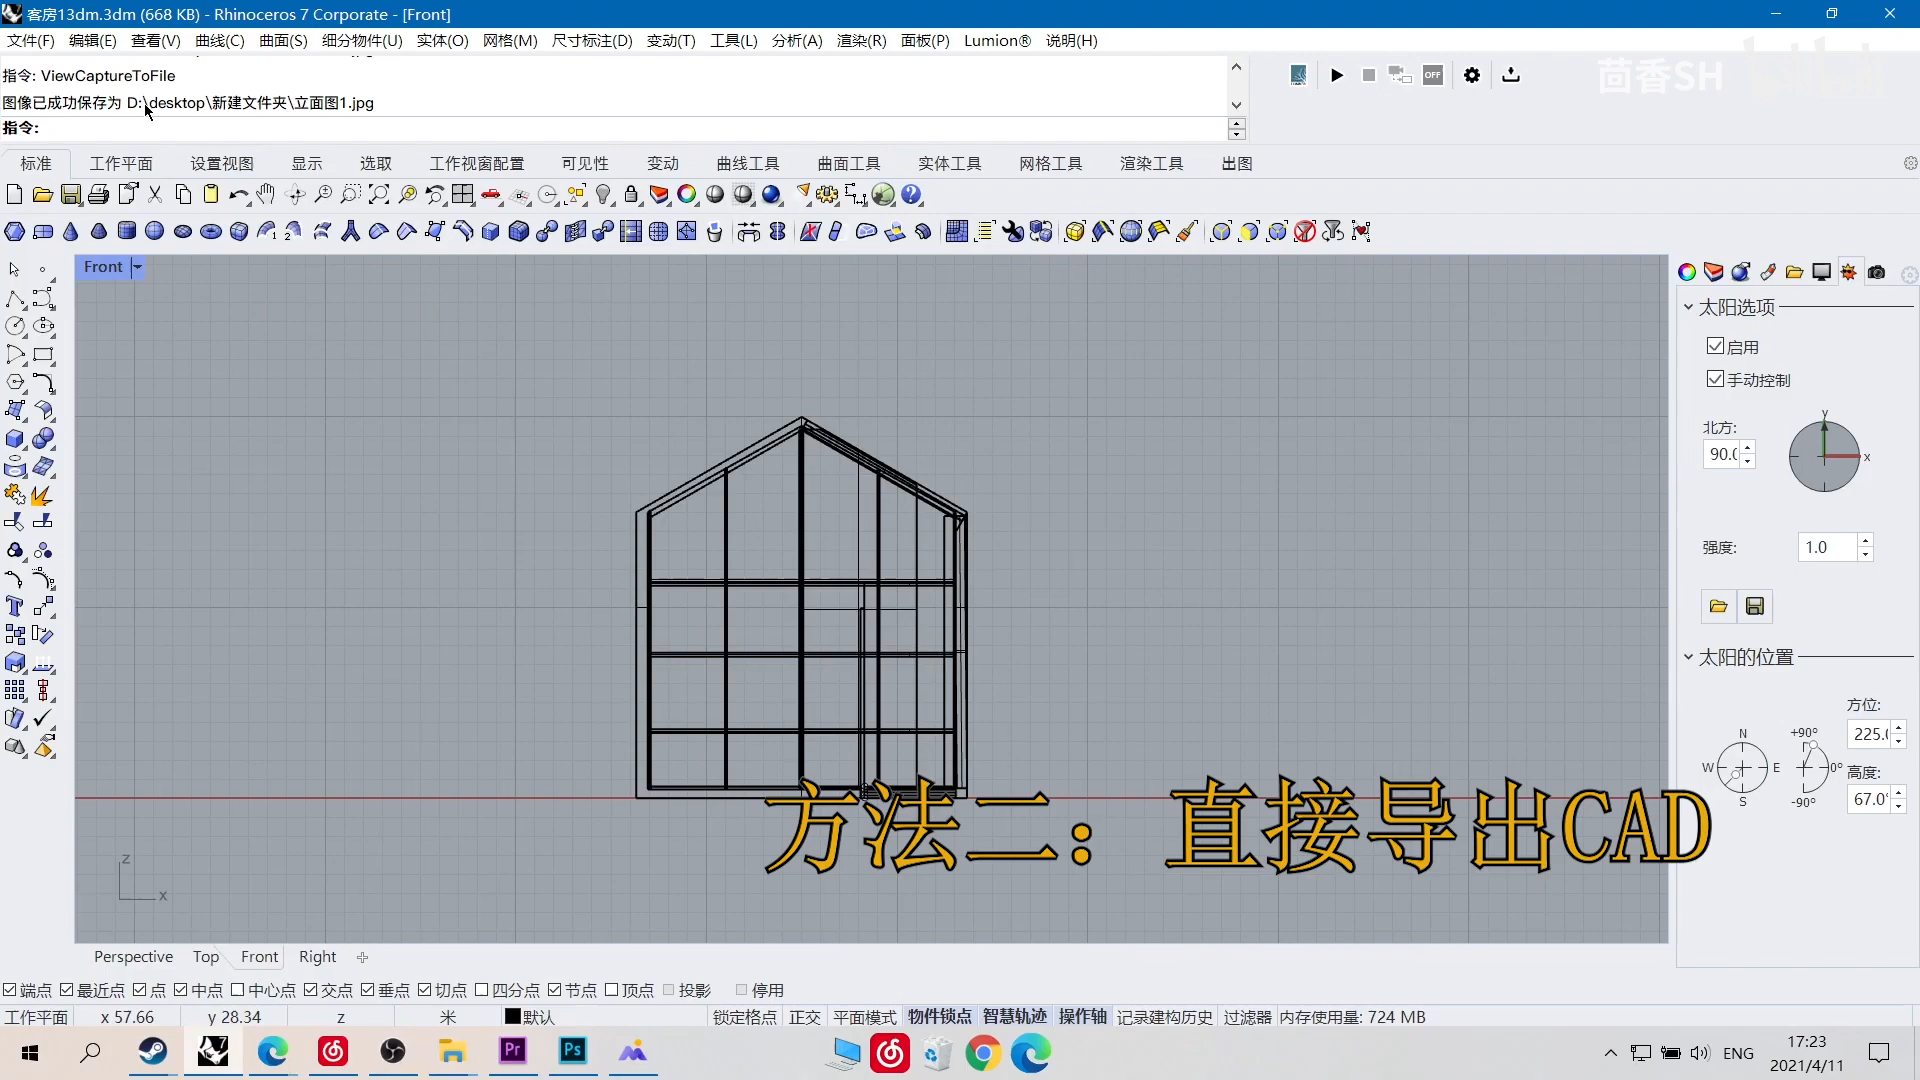 客房13dm.3dm (668 KB) - Rhinoceros 7 Corporate - [Front]
文件(F) 编辑(E) 查看(V) 曲线(C) 曲面(S) 细分物件(U) 实体(O) 网格(M) 尺寸标注(D) 变动(T) 工具(L) 分析(A) 渲染(R) 面板(P) Lumion® 说明(H)
指令: ViewCaptureToFile
图像已成功保存为 D:\desktop\新建文件夹\立面图1.jpg
指令:
OFF
茴香SH
标准 工作平面 设置视图 显示 选取 工作视窗配置 可见性 变动 曲线工具 曲面工具 实体工具 网格工具 渲染工具 出图
Front
太阳选项
启用
手动控制
北方:
90.0
y
x
强度:
1.0
太阳的位置
方位:
225.
N
W E
S
+90°
0°
-90°
高度:
67.0
z
x
方法二：直接导出CAD
Perspective Top Front Right
端点 最近点 点 中点 中心点 交点 垂点 切点 四分点 节点 顶点 投影 停用
工作平面 x 57.66 y 28.34 z 米 默认 锁定格点 正交 平面模式 物件锁点 智慧轨迹 操作轴 记录建构历史 过滤器 内存使用量: 724 MB
Pr
Ps
ENG
17:23
2021/4/11